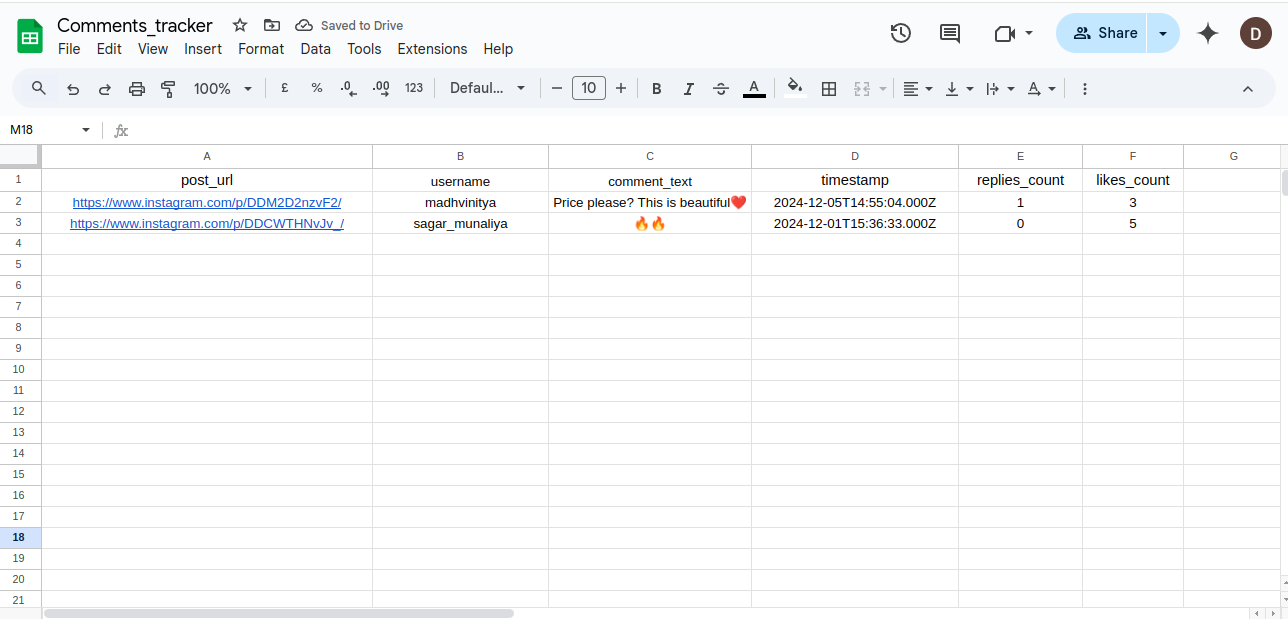 Comments_tracker Saved to Drive
File Edit View Insert Format Data Tools Extensions Help
Share D
100% £ % .0 .00 123 Defaul... 10 B I A A
M18 fx
A B C D E F G
1 post_url username comment_text timestamp replies_count likes_count
2 https://www.instagram.com/p/DDM2D2nzvF2/ madhvinitya Price please? This is beautiful❤️ 2024-12-05T14:55:04.000Z 1 3
3 https://www.instagram.com/p/DDCWTHNvJv_/ sagar_munaliya 🔥🔥 2024-12-01T15:36:33.000Z 0 5
4
5
6
7
8
9
10
11
12
13
14
15
16
17
18
19
20
21